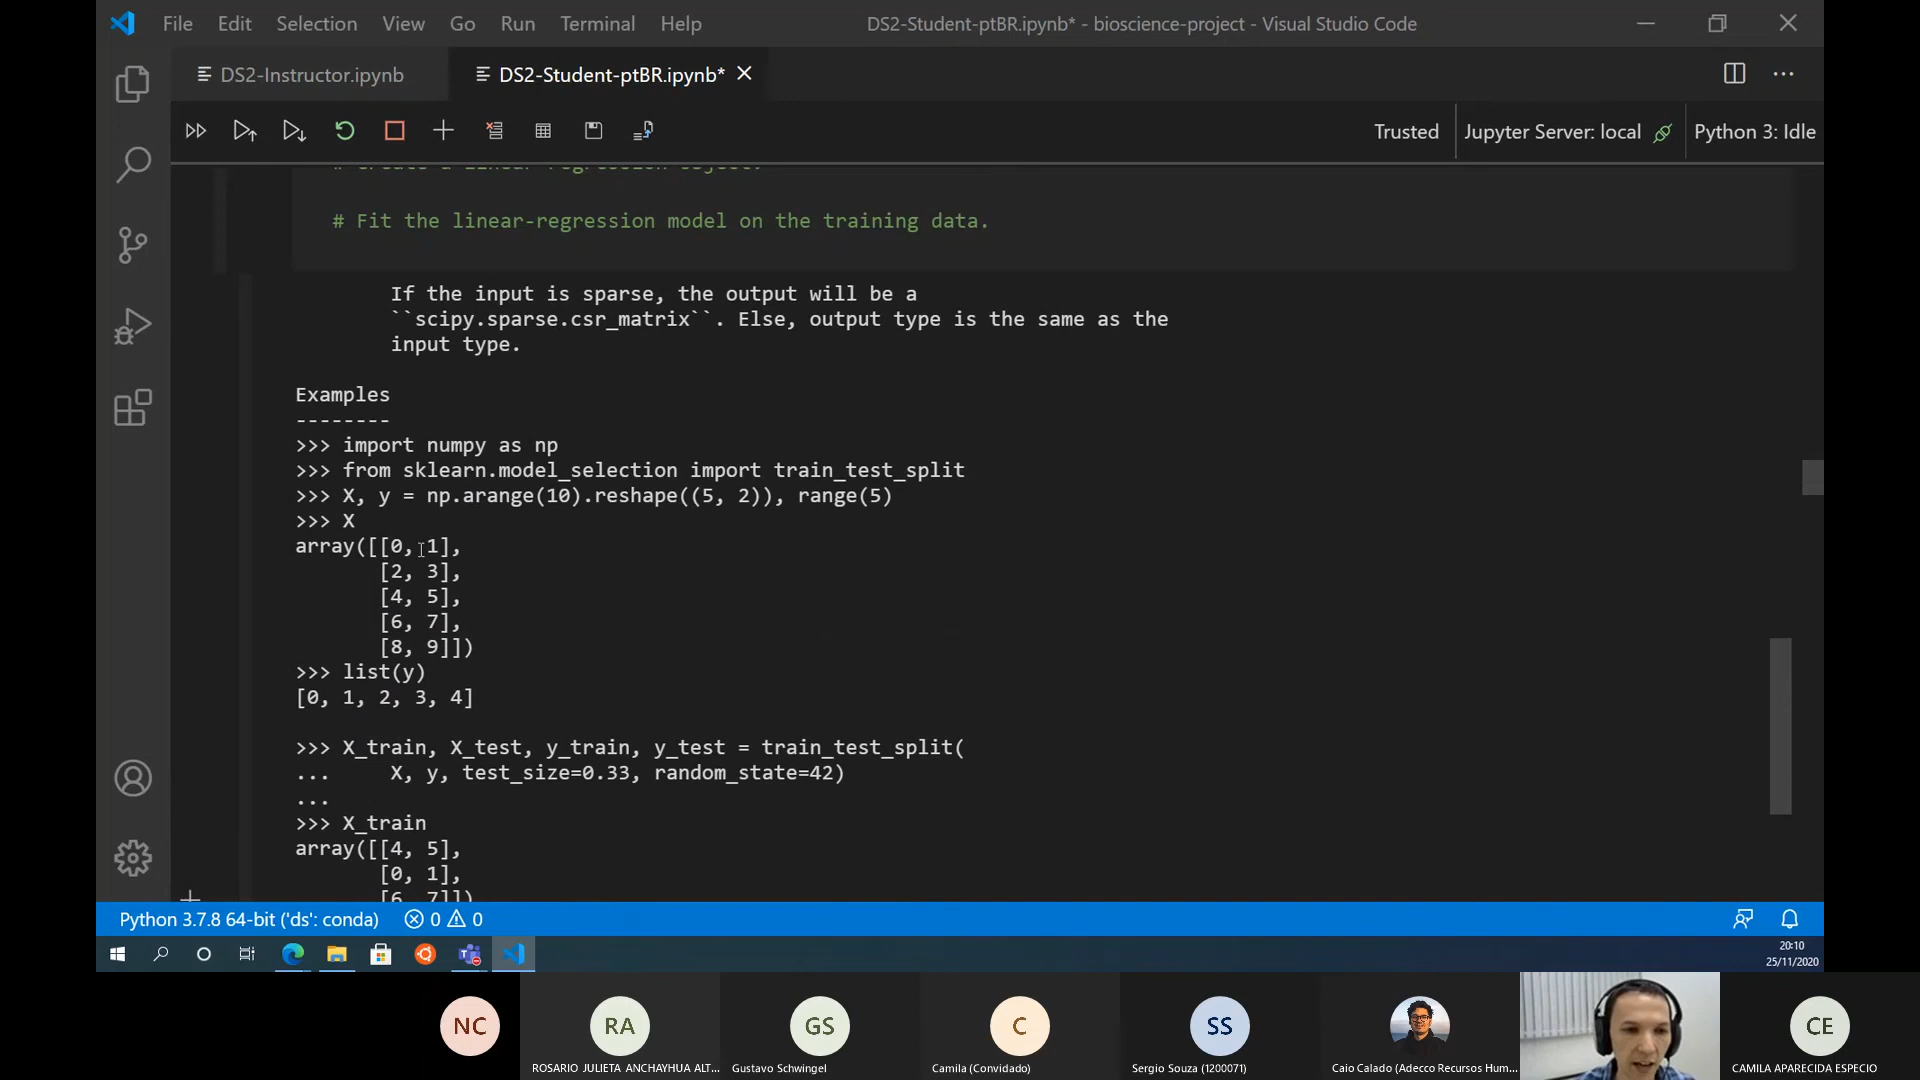 File Edit Selection View Go Run Terminal Help
DS2-Student-ptBR.ipynb* - bioscience-project - Visual Studio Code
DS2-Instructor.ipynb
DS2-Student-ptBR.ipynb*
Trusted
Jupyter Server: local
Python 3: Idle
# Create a linear-regression object.
# Fit the linear-regression model on the training data.
If the input is sparse, the output will be a
``scipy.sparse.csr_matrix``. Else, output type is the same as the
input type.
Examples
--------
>>> import numpy as np
>>> from sklearn.model_selection import train_test_split
>>> X, y = np.arange(10).reshape((5, 2)), range(5)
>>> X
array([[0, 1],
[2, 3],
[4, 5],
[6, 7],
[8, 9]])
>>> list(y)
[0, 1, 2, 3, 4]
>>> X_train, X_test, y_train, y_test = train_test_split(
... X, y, test_size=0.33, random_state=42)
...
>>> X_train
array([[4, 5],
[0, 1],
[6, 7]])
Python 3.7.8 64-bit ('ds': conda)
0 0
20:10
25/11/2020
NC
RA
GS
C
SS
CE
ROSARIO JULIETA ANCHAYHUA ALT...
Gustavo Schwingel
Camila (Convidado)
Sergio Souza (1200071)
Caio Calado (Adecco Recursos Hum...
CAMILA APARECIDA ESPECIO